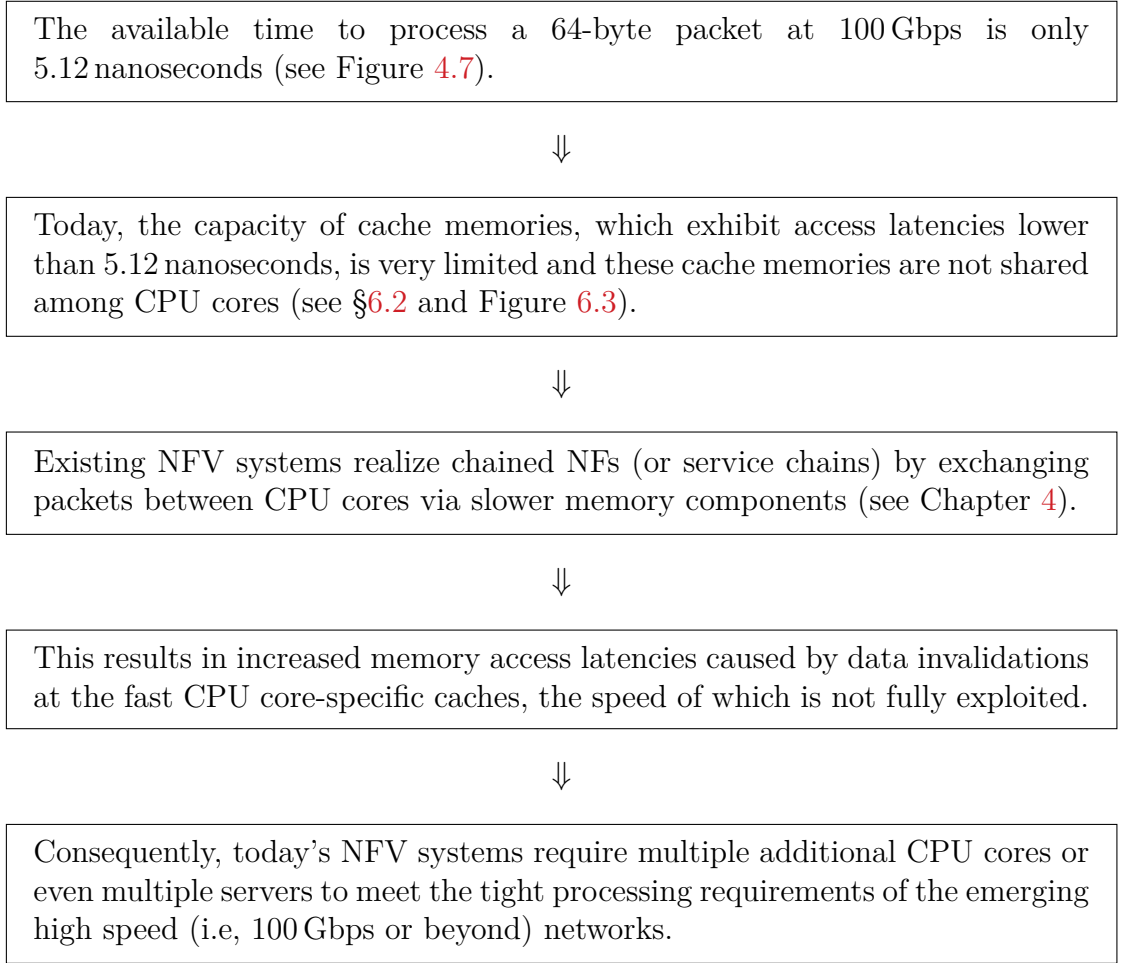 The available time to process a 64-byte packet at 100 Gbps is only
5.12 nanoseconds (see Figure 4.7).
⇓
Today, the capacity of cache memories, which exhibit access latencies lower
than 5.12 nanoseconds, is very limited and these cache memories are not shared
among CPU cores (see §6.2 and Figure 6.3).
⇓
Existing NFV systems realize chained NFs (or service chains) by exchanging
packets between CPU cores via slower memory components (see Chapter 4).
⇓
This results in increased memory access latencies caused by data invalidations
at the fast CPU core-specific caches, the speed of which is not fully exploited.
⇓
Consequently, today's NFV systems require multiple additional CPU cores or
even multiple servers to meet the tight processing requirements of the emerging
high speed (i.e, 100 Gbps or beyond) networks.